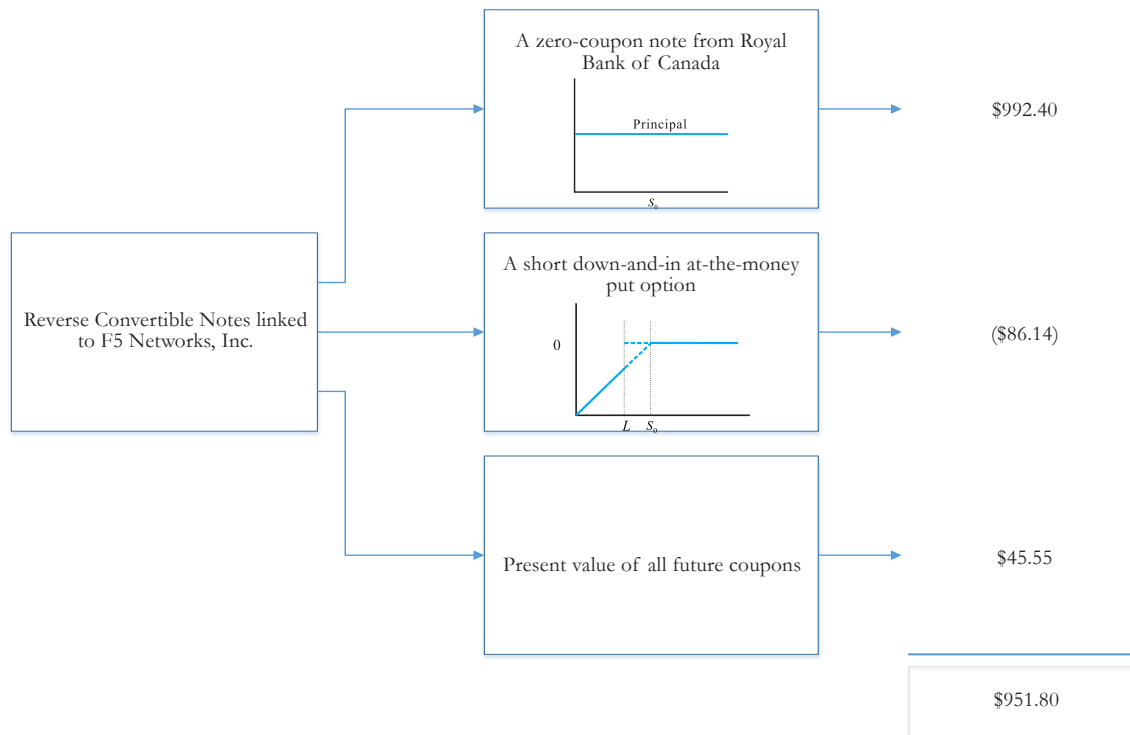 A zero-coupon note from Royal
Bank of Canada
Principal
S₀
$992.40
Reverse Convertible Notes linked
to F5 Networks, Inc.
A short down-and-in at-the-money
put option
0
L S₀
($86.14)
Present value of all future coupons
$45.55
$951.80